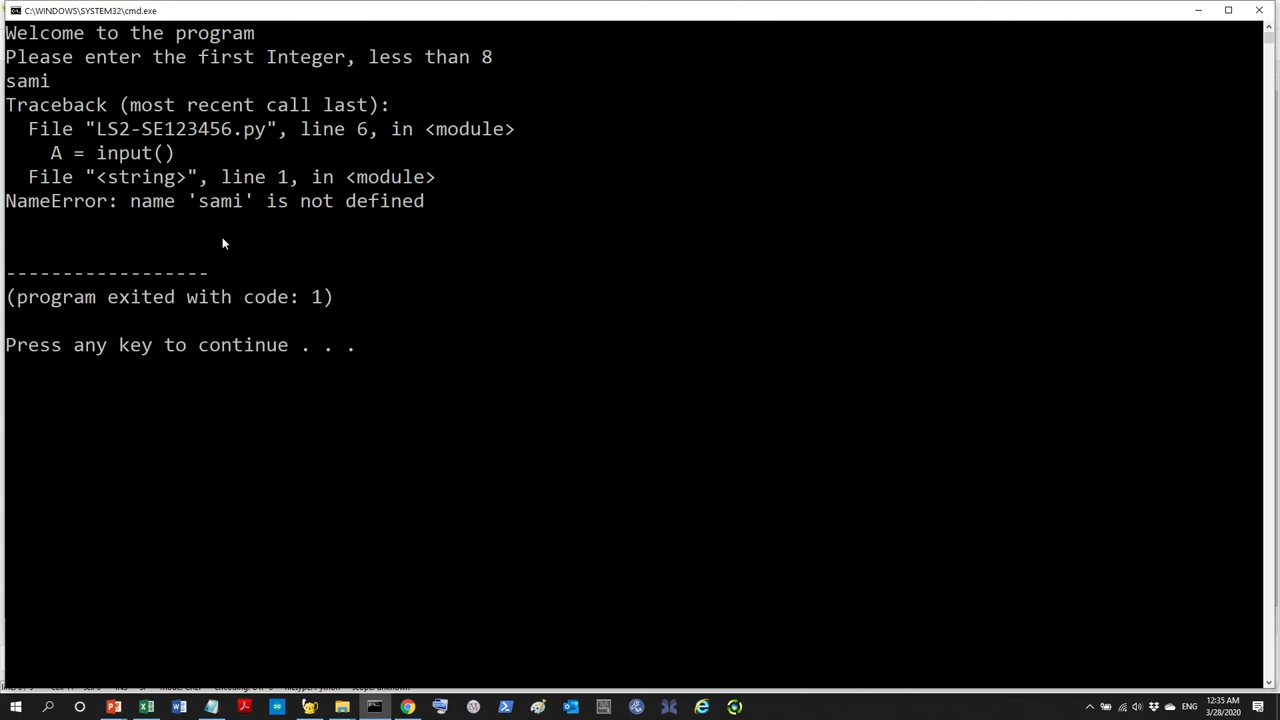 C:\WINDOWS\SYSTEM32\cmd.exe
Welcome to the program
Please enter the first Integer, less than 8
sami
Traceback (most recent call last):
  File "LS2-SE123456.py", line 6, in <module>
    A = input()
  File "<string>", line 1, in <module>
NameError: name 'sami' is not defined
------------------
(program exited with code: 1)
Press any key to continue . . .
ENG
12:35 AM
3/28/2020